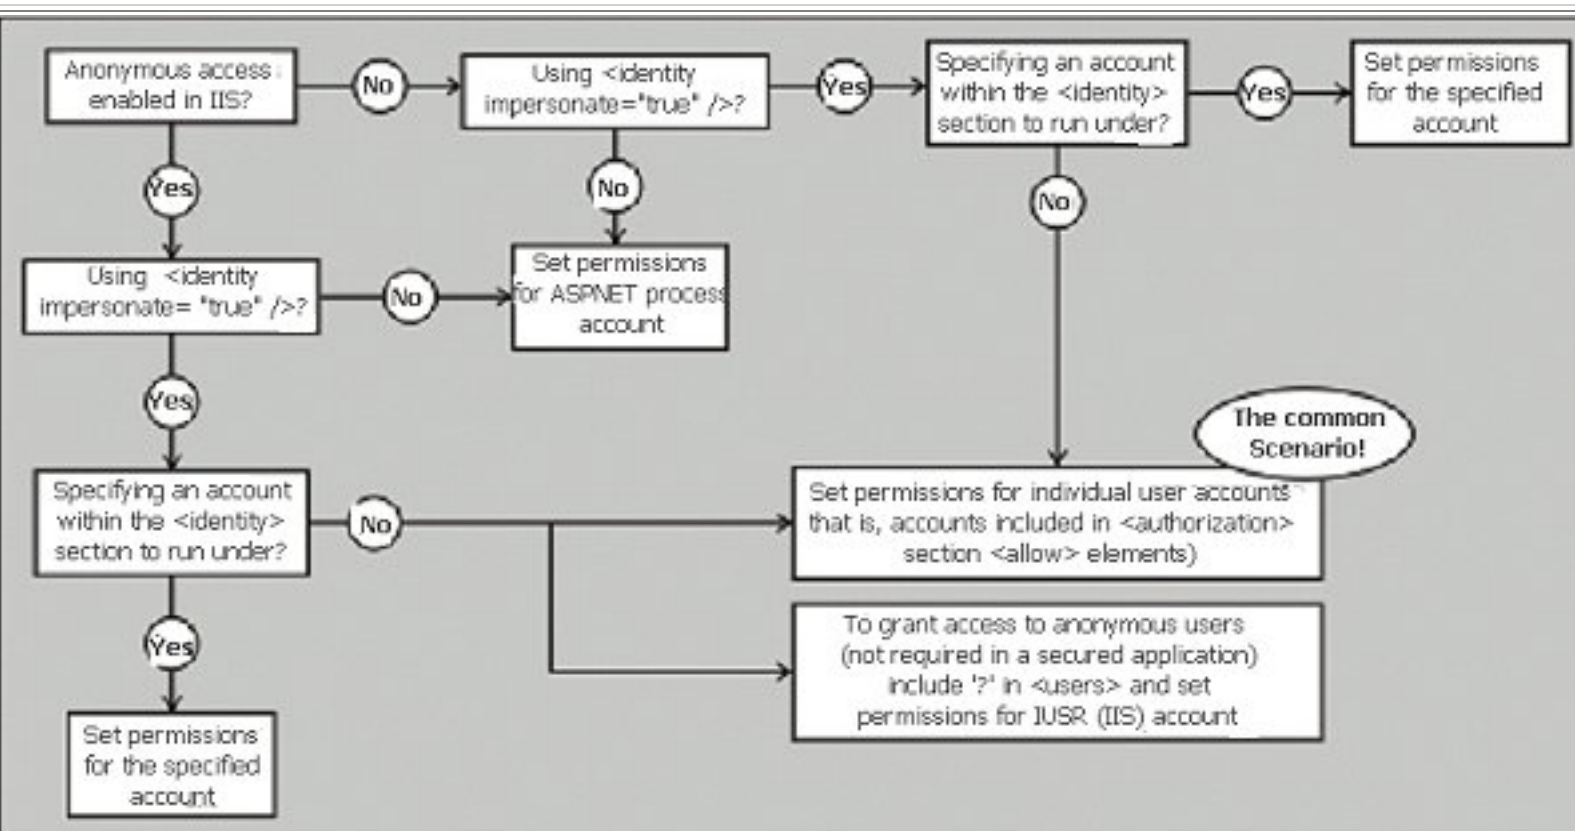 Anonymous access
enabled in IIS?
No
Using <identity
impersonate="true" />?
Yes
Specifying an account
within the <identity>
section to run under?
Yes
Set permissions
for the specified
account
Yes
No
No
Using <identity
impersonate= "true" />?
No
Set permissions
for ASPNET process
account
Yes
The common
Scenario!
Specifying an account
within the <identity>
section to run under?
No
Set permissions for individual user accounts
that is, accounts included in <authorization>
section <allow> elements)
Yes
To grant access to anonymous users
(not required in a secured application)
include '?' in <users> and set
permissions for IUSR (IIS) account
Set permissions
for the specified
account